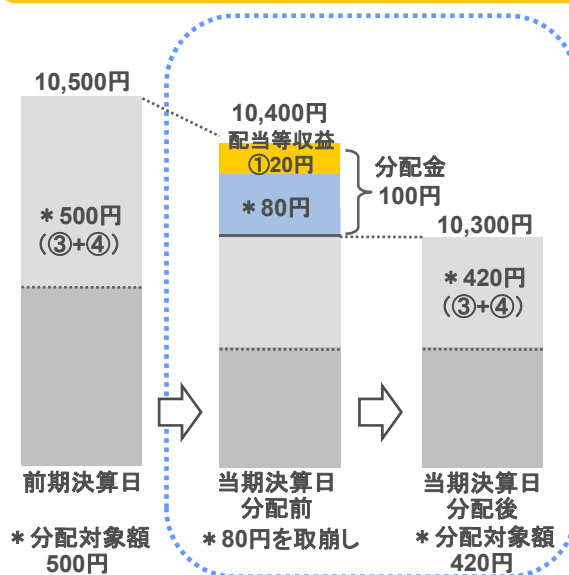 10,500円
＊500円
（③+④）
前期決算日
＊分配対象額
500円
10,400円
配当等収益
①20円
＊80円
分配金
100円
当期決算日
分配前
＊80円を取崩し
10,300円
＊420円
（③+④）
当期決算日
分配後
＊分配対象額
420円